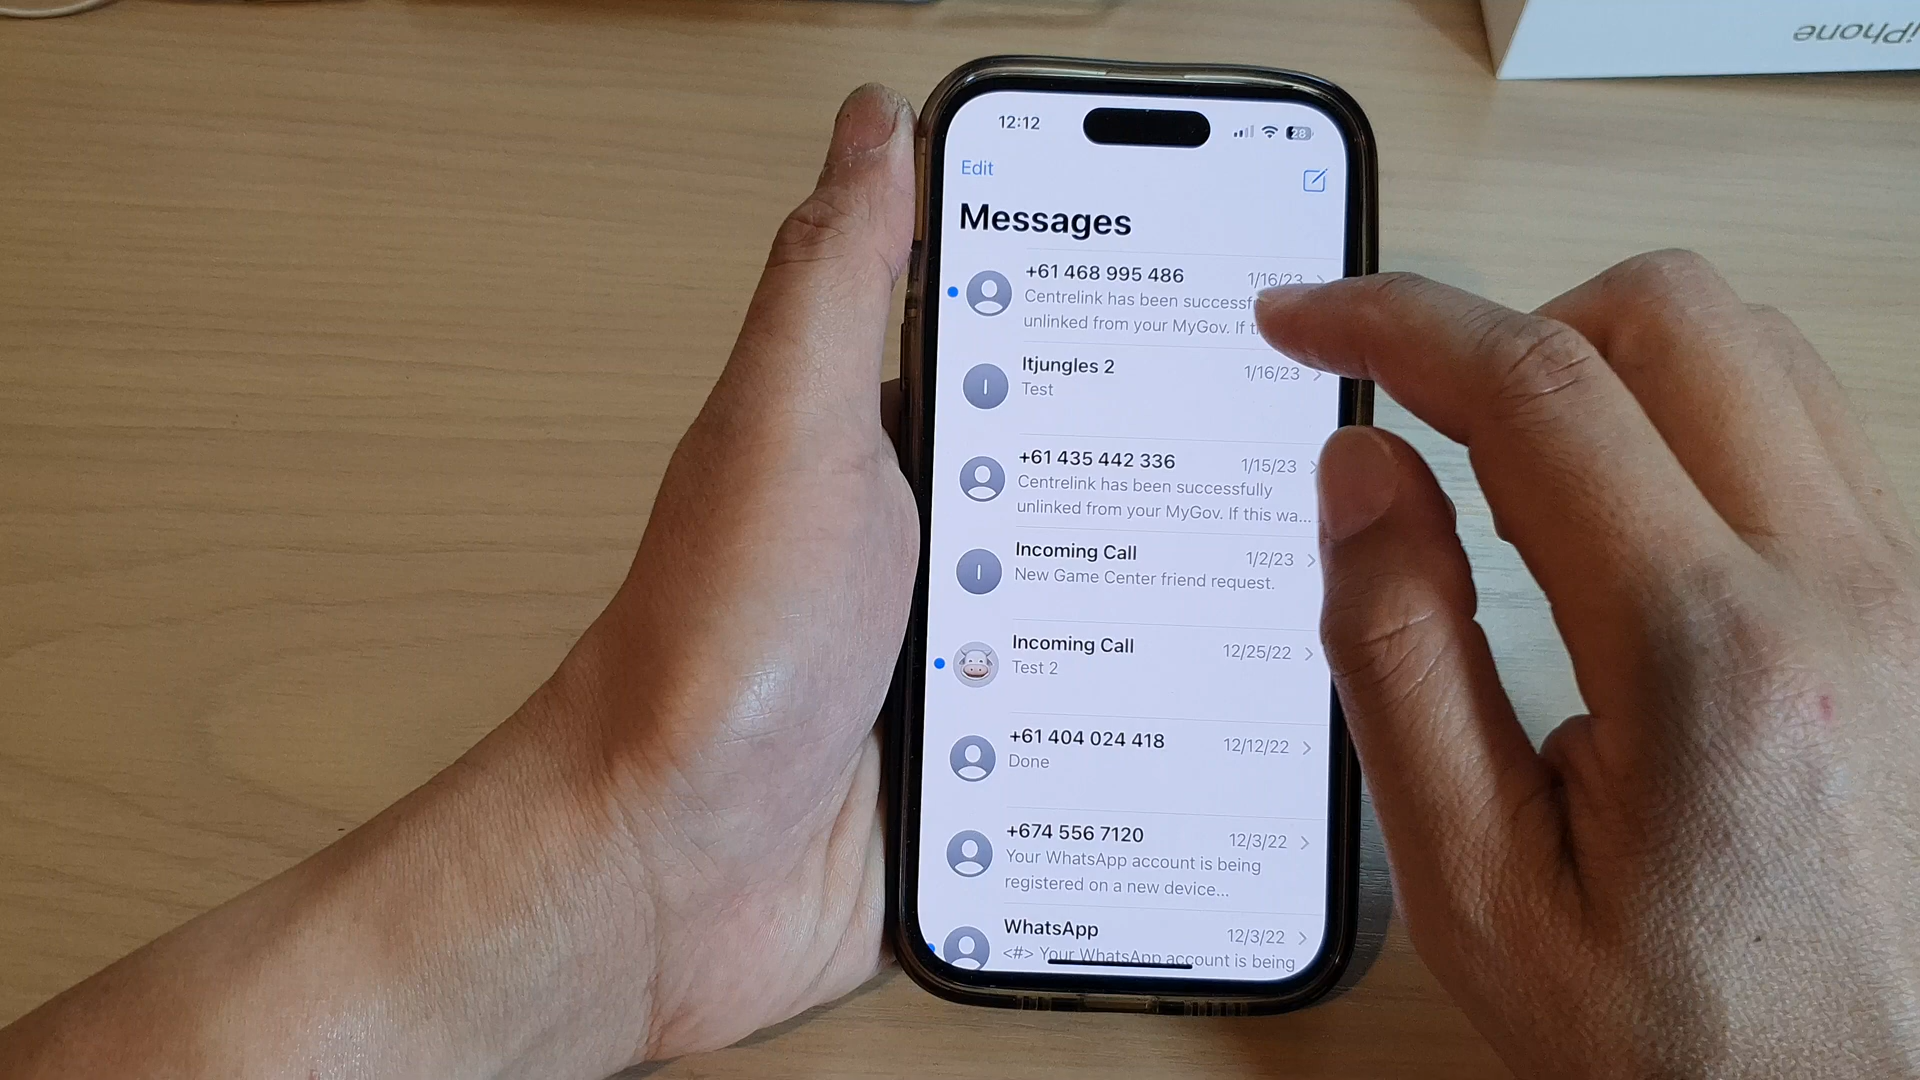 iPhone
12:12
28
Edit
Messages
+61 468 995 486 1/16/23
Centrelink has been
unlinked from your MyGov. If
Itjungles 2 1/16/23
I
Test
+61 435 442 336 1/15/23
Centrelink has been successfully
unlinked from your MyGov. If this wa...
Incoming Call 1/2/23
I
New Game Center friend request.
Incoming Call 12/25/22
Test 2
+61 404 024 418 12/12/22
Done
+674 556 7120 12/3/22
Your WhatsApp account is being
registered on a new device...
WhatsApp 12/3/22
<#> Your WhatsApp account is being